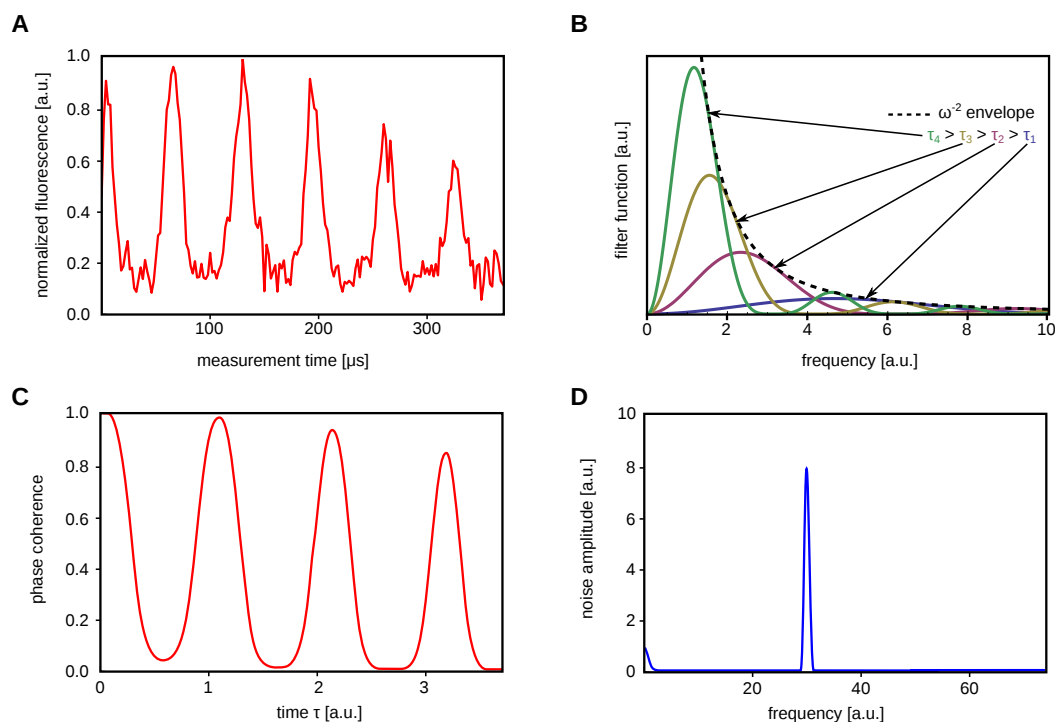 A
1.0
0.8
0.6
0.4
0.2
0.0
normalized fluorescence [a.u.]
100 200 300
measurement time [µs]
B
filter function [a.u.]
ω⁻² envelope
τ₄ > τ₃ > τ₂ > τ₁
0 2 4 6 8 10
frequency [a.u.]
C
1.0
0.8
0.6
0.4
0.2
0.0
phase coherence
0 1 2 3
time τ [a.u.]
D
10
8
6
4
2
0
noise amplitude [a.u.]
20 40 60
frequency [a.u.]